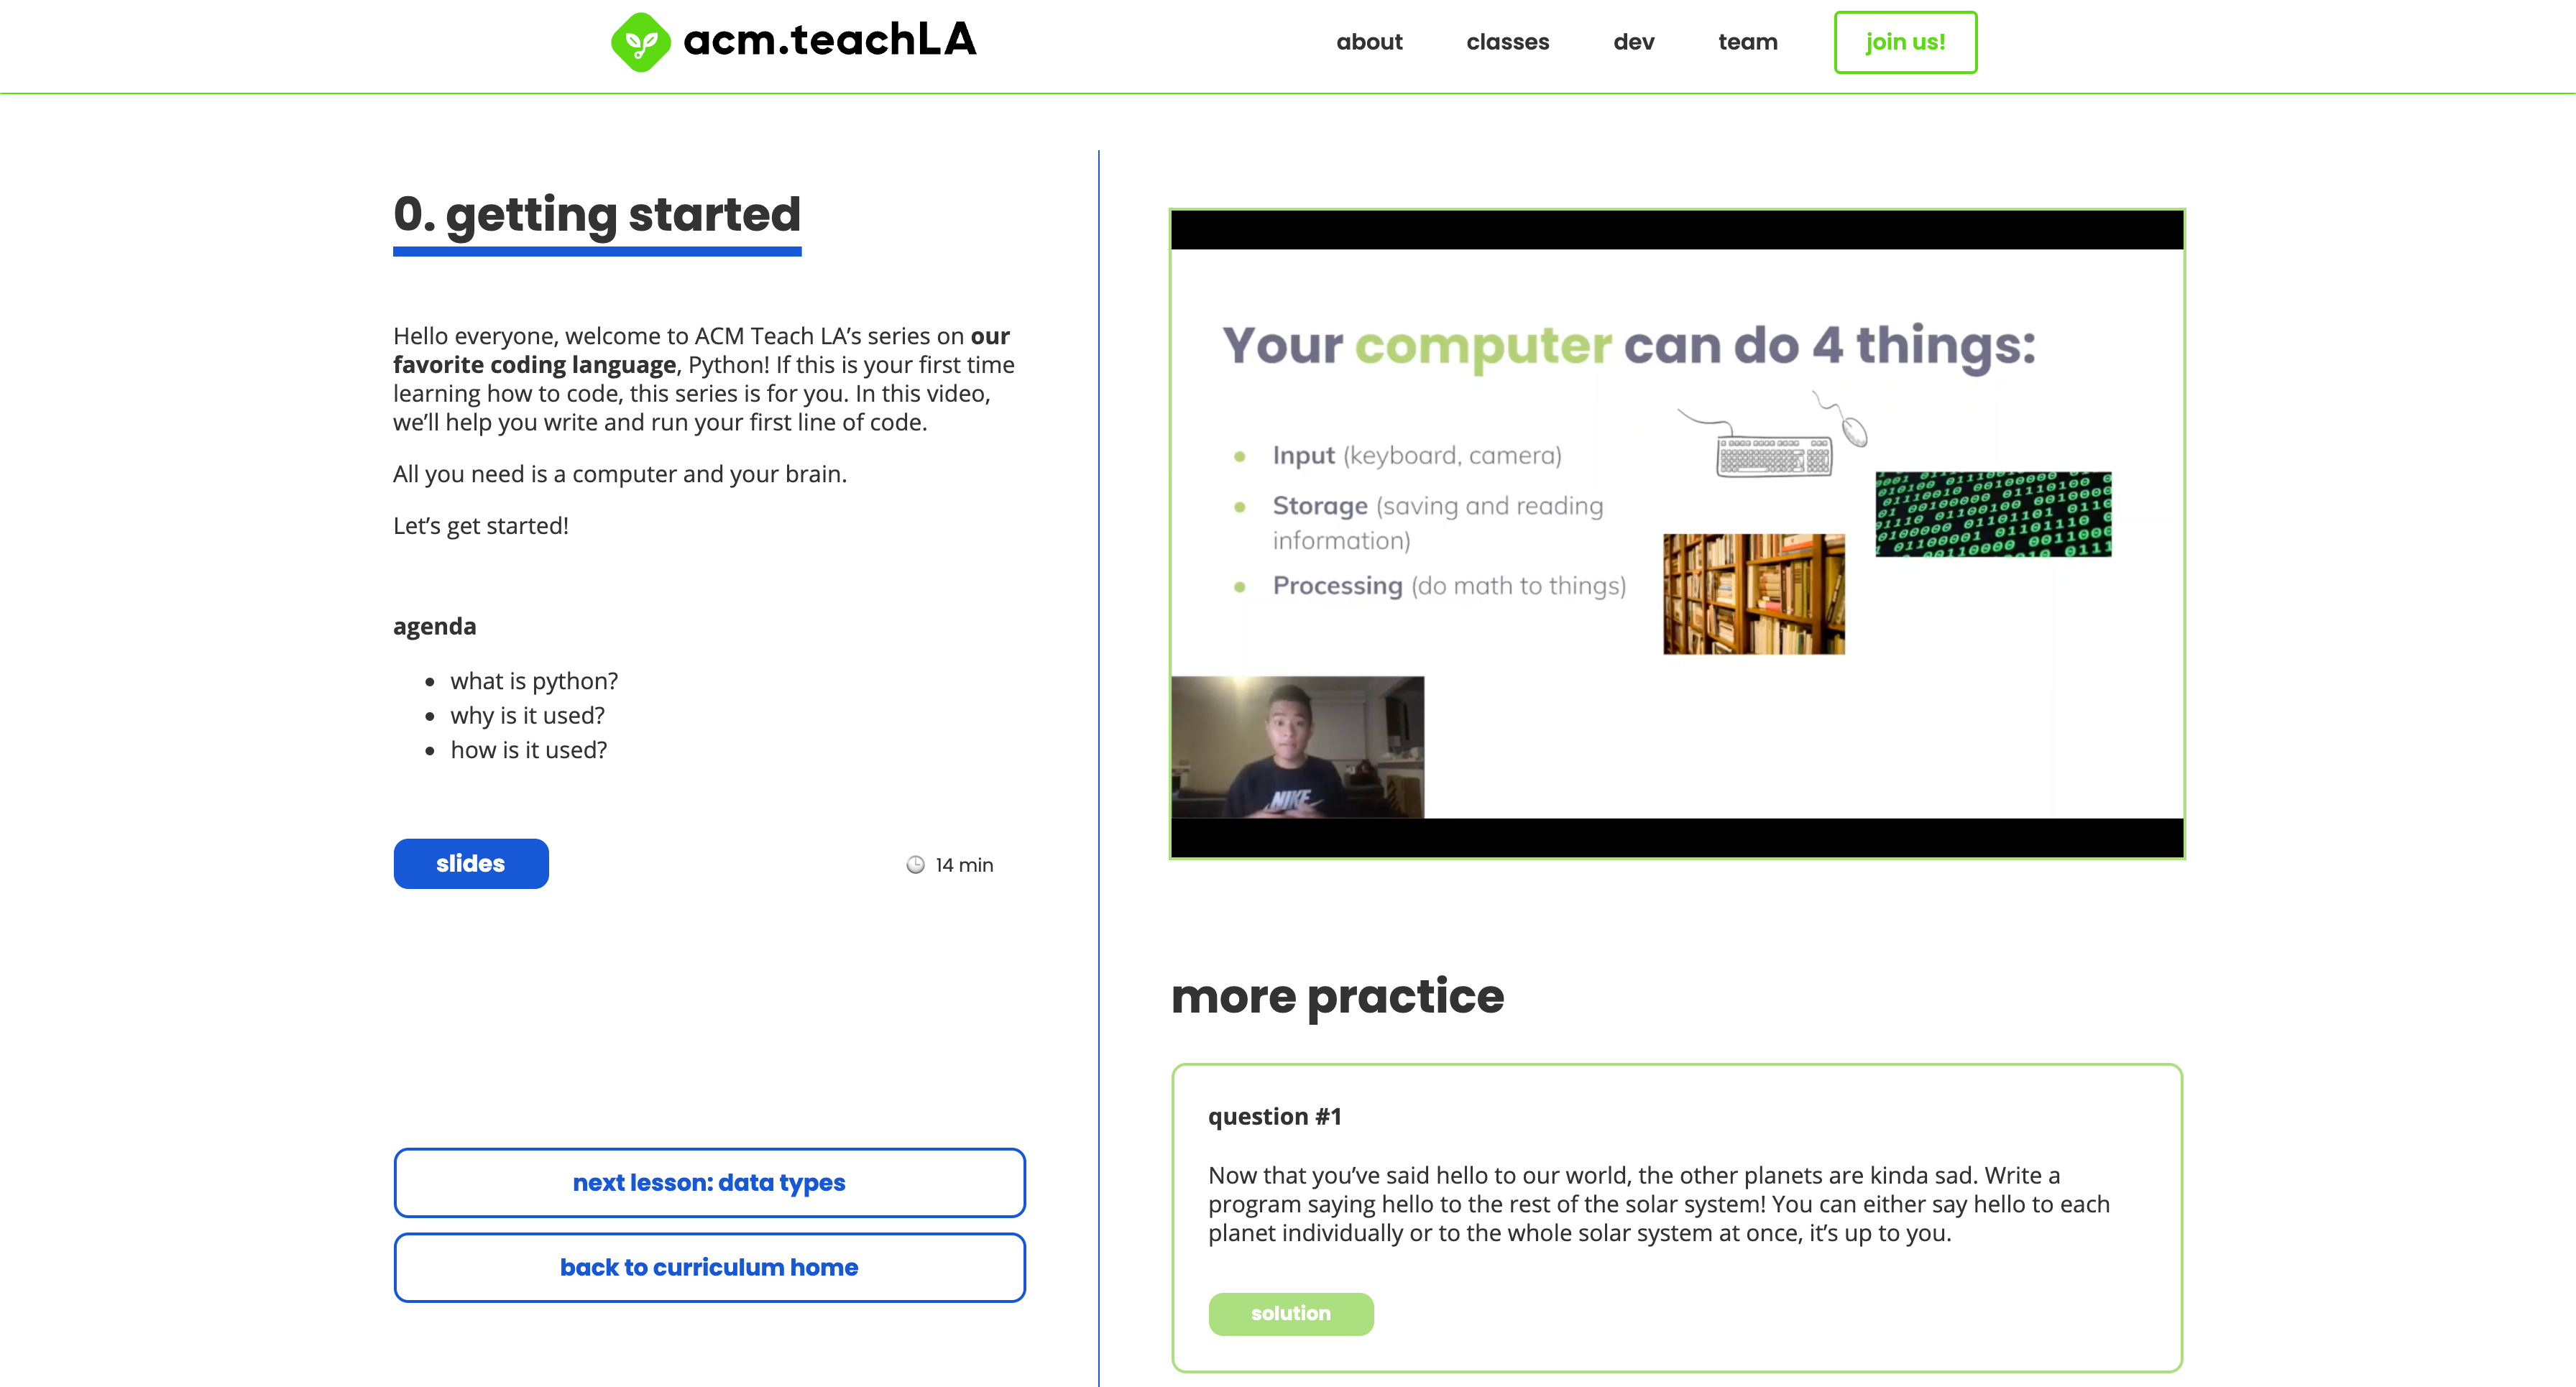 acm.teachLA
about
classes
dev
team
join us!
0. getting started
Hello everyone, welcome to ACM Teach LA’s series on our
favorite coding language, Python! If this is your first time
learning how to code, this series is for you. In this video,
we’ll help you write and run your first line of code.
All you need is a computer and your brain.
Let’s get started!
agenda
what is python?
why is it used?
how is it used?
slides
14 min
next lesson: data types
back to curriculum home
Your computer can do 4 things:
Input (keyboard, camera)
Storage (saving and reading
information)
Processing (do math to things)
NIKE
more practice
question #1
Now that you’ve said hello to our world, the other planets are kinda sad. Write a
program saying hello to the rest of the solar system! You can either say hello to each
planet individually or to the whole solar system at once, it’s up to you.
solution